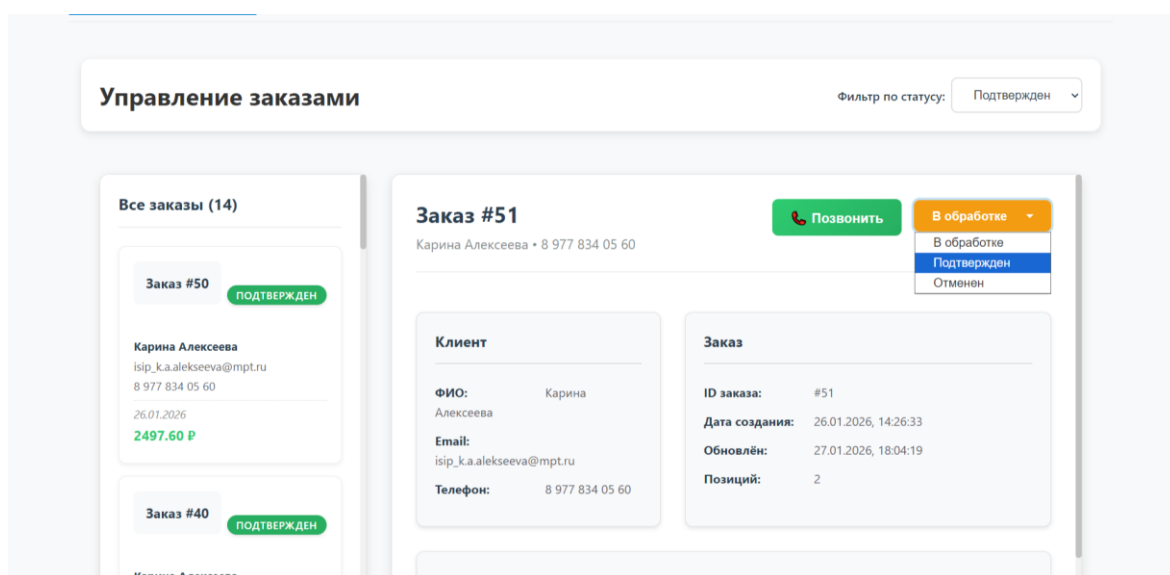 Управление заказами
Фильтр по статусу: Подтвержден
Все заказы (14)
Заказ #50
ПОДТВЕРЖДЕН
Карина Алексеева
isip_k.a.alekseeva@mpt.ru
8 977 834 05 60
26.01.2026
2497.60 ₽
Заказ #40
ПОДТВЕРЖДЕН
Карина Алексеева
Заказ #51
Карина Алексеева • 8 977 834 05 60
Позвонить
В обработке
В обработке
Подтвержден
Отменен
Клиент
ФИО: Карина
Алексеева
Email:
isip_k.a.alekseeva@mpt.ru
Телефон: 8 977 834 05 60
Заказ
ID заказа: #51
Дата создания: 26.01.2026, 14:26:33
Обновлён: 27.01.2026, 18:04:19
Позиций: 2